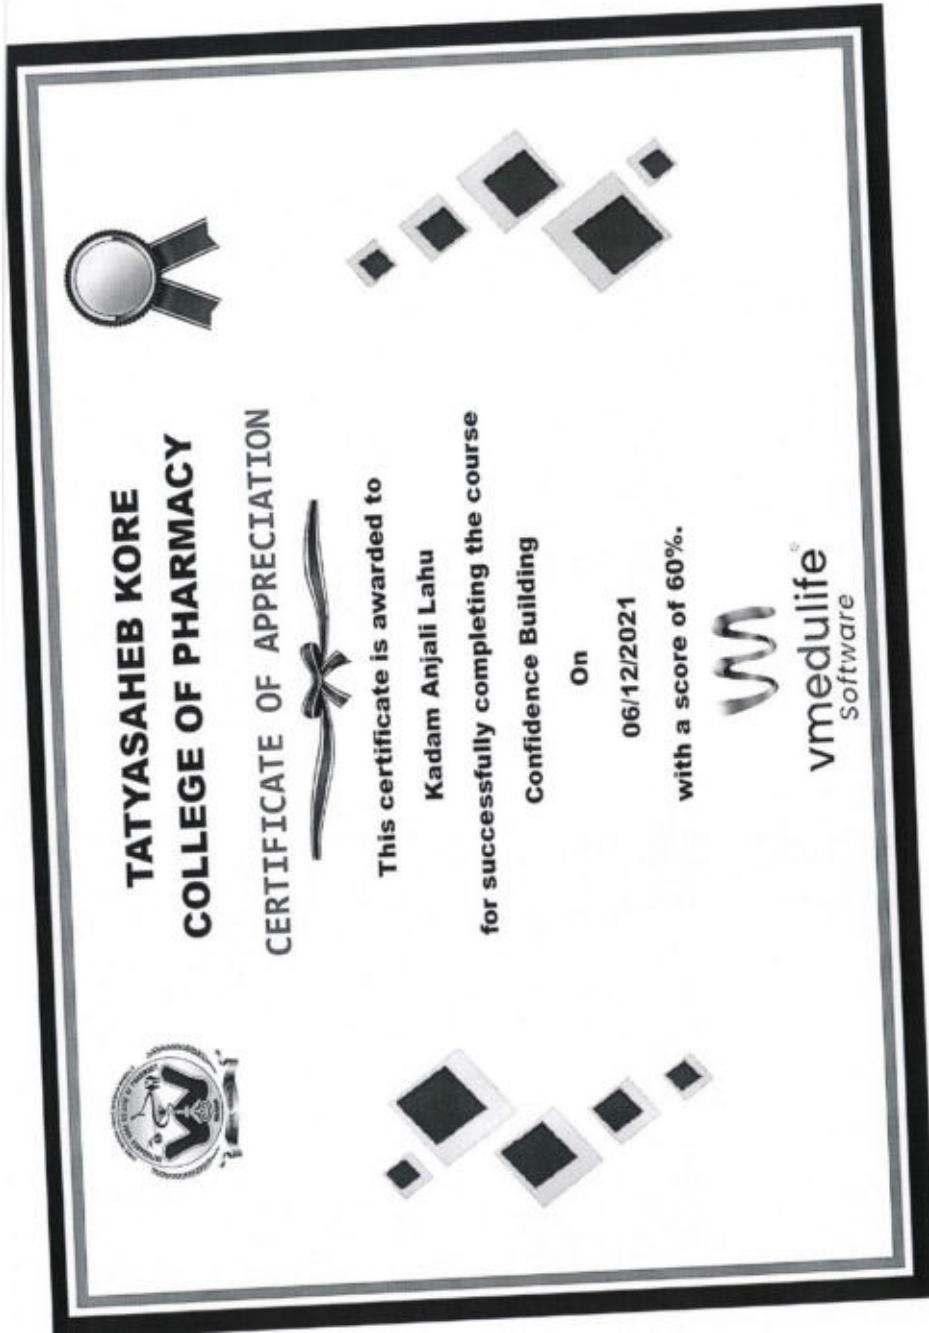 TATYASAHEB KORE
COLLEGE OF PHARMACY
CERTIFICATE OF APPRECIATION
This certificate is awarded to
Kadam Anjali Lahu
for successfully completing the course
Confidence Building
On
06/12/2021
with a score of 60%.
vmedulife
Software